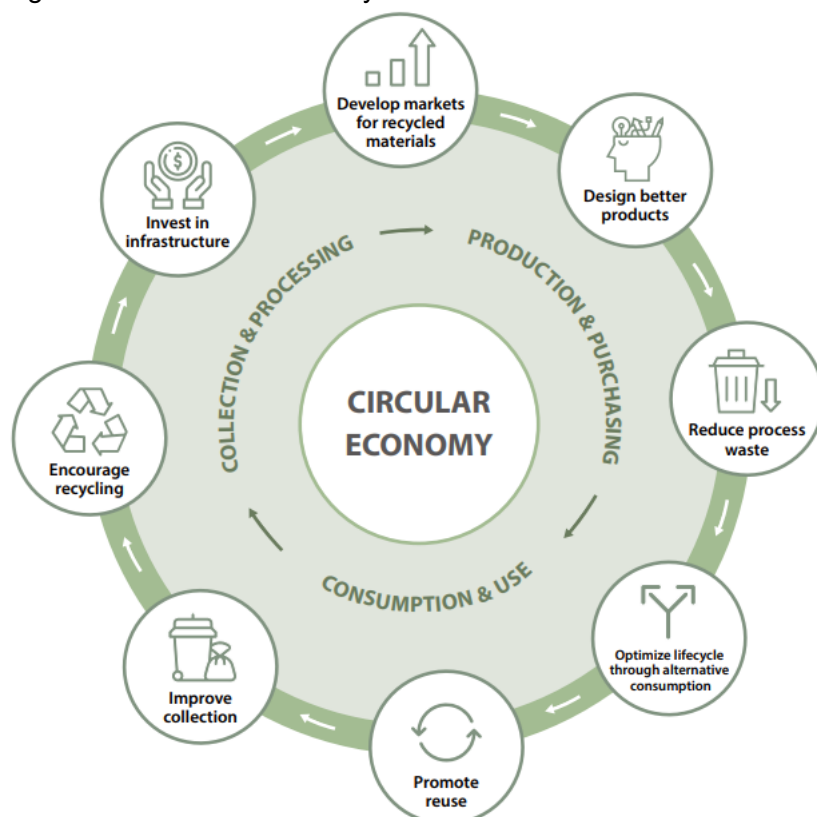 Develop markets
for recycled
materials
Design better
products
Reduce process
waste
Optimize lifecycle
through alternative
consumption
Promote
reuse
Improve
collection
Encourage
recycling
Invest in
infrastructure
$
COLLECTION & PROCESSING
PRODUCTION & PURCHASING
CONSUMPTION & USE
CIRCULAR
ECONOMY